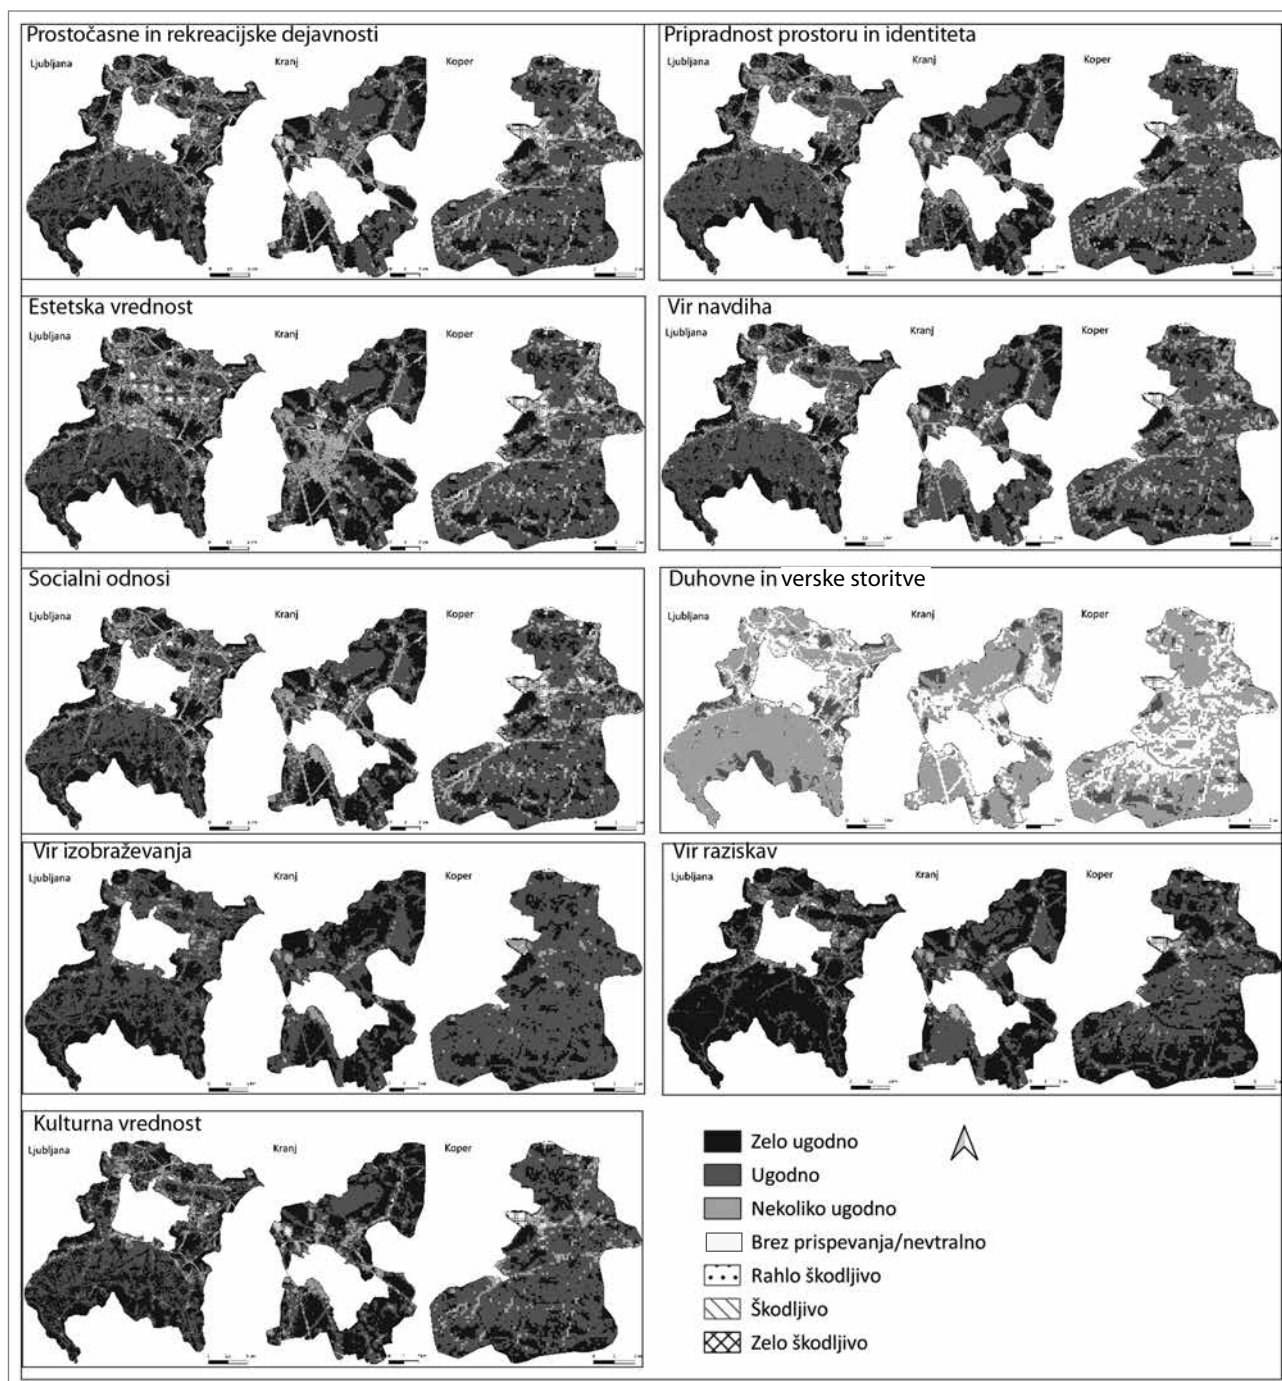 Prostočasne in rekreacijske dejavnosti
Ljubljana
Kranj
Koper
Pripradnost prostoru in identiteta
Ljubljana
Kranj
Koper
Estetska vrednost
Ljubljana
Kranj
Koper
Vir navdiha
Ljubljana
Kranj
Koper
Socialni odnosi
Ljubljana
Kranj
Koper
Duhovne in verske storitve
Ljubljana
Kranj
Koper
Vir izobraževanja
Ljubljana
Kranj
Koper
Vir raziskav
Ljubljana
Kranj
Koper
Kulturna vrednost
Ljubljana
Kranj
Koper
Zelo ugodno
Ugodno
Nekoliko ugodno
Brez prispevanja/nevtralno
Rahlo škodljivo
Škodljivo
Zelo škodljivo